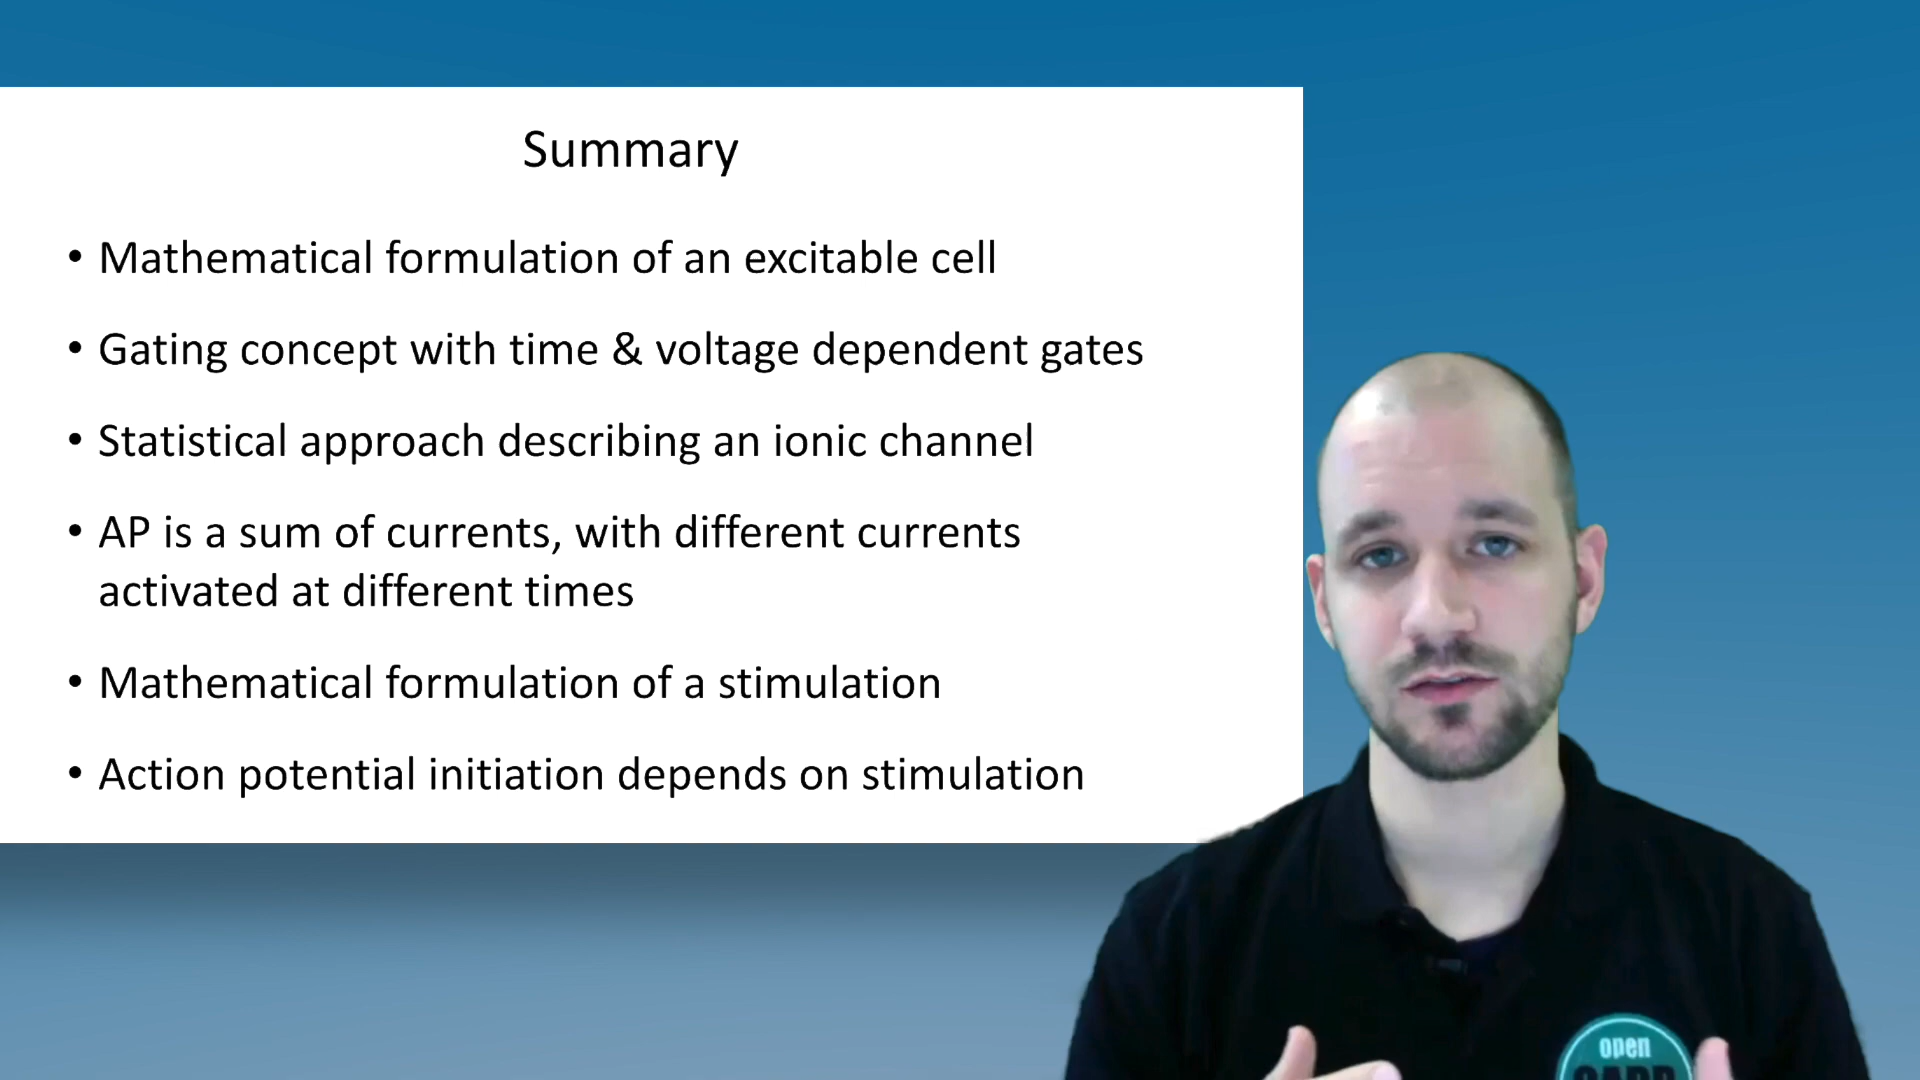 Summary
• Mathematical formulation of an excitable cell
• Gating concept with time & voltage dependent gates
• Statistical approach describing an ionic channel
• AP is a sum of currents, with different currents
activated at different times
• Mathematical formulation of a stimulation
• Action potential initiation depends on stimulation
open